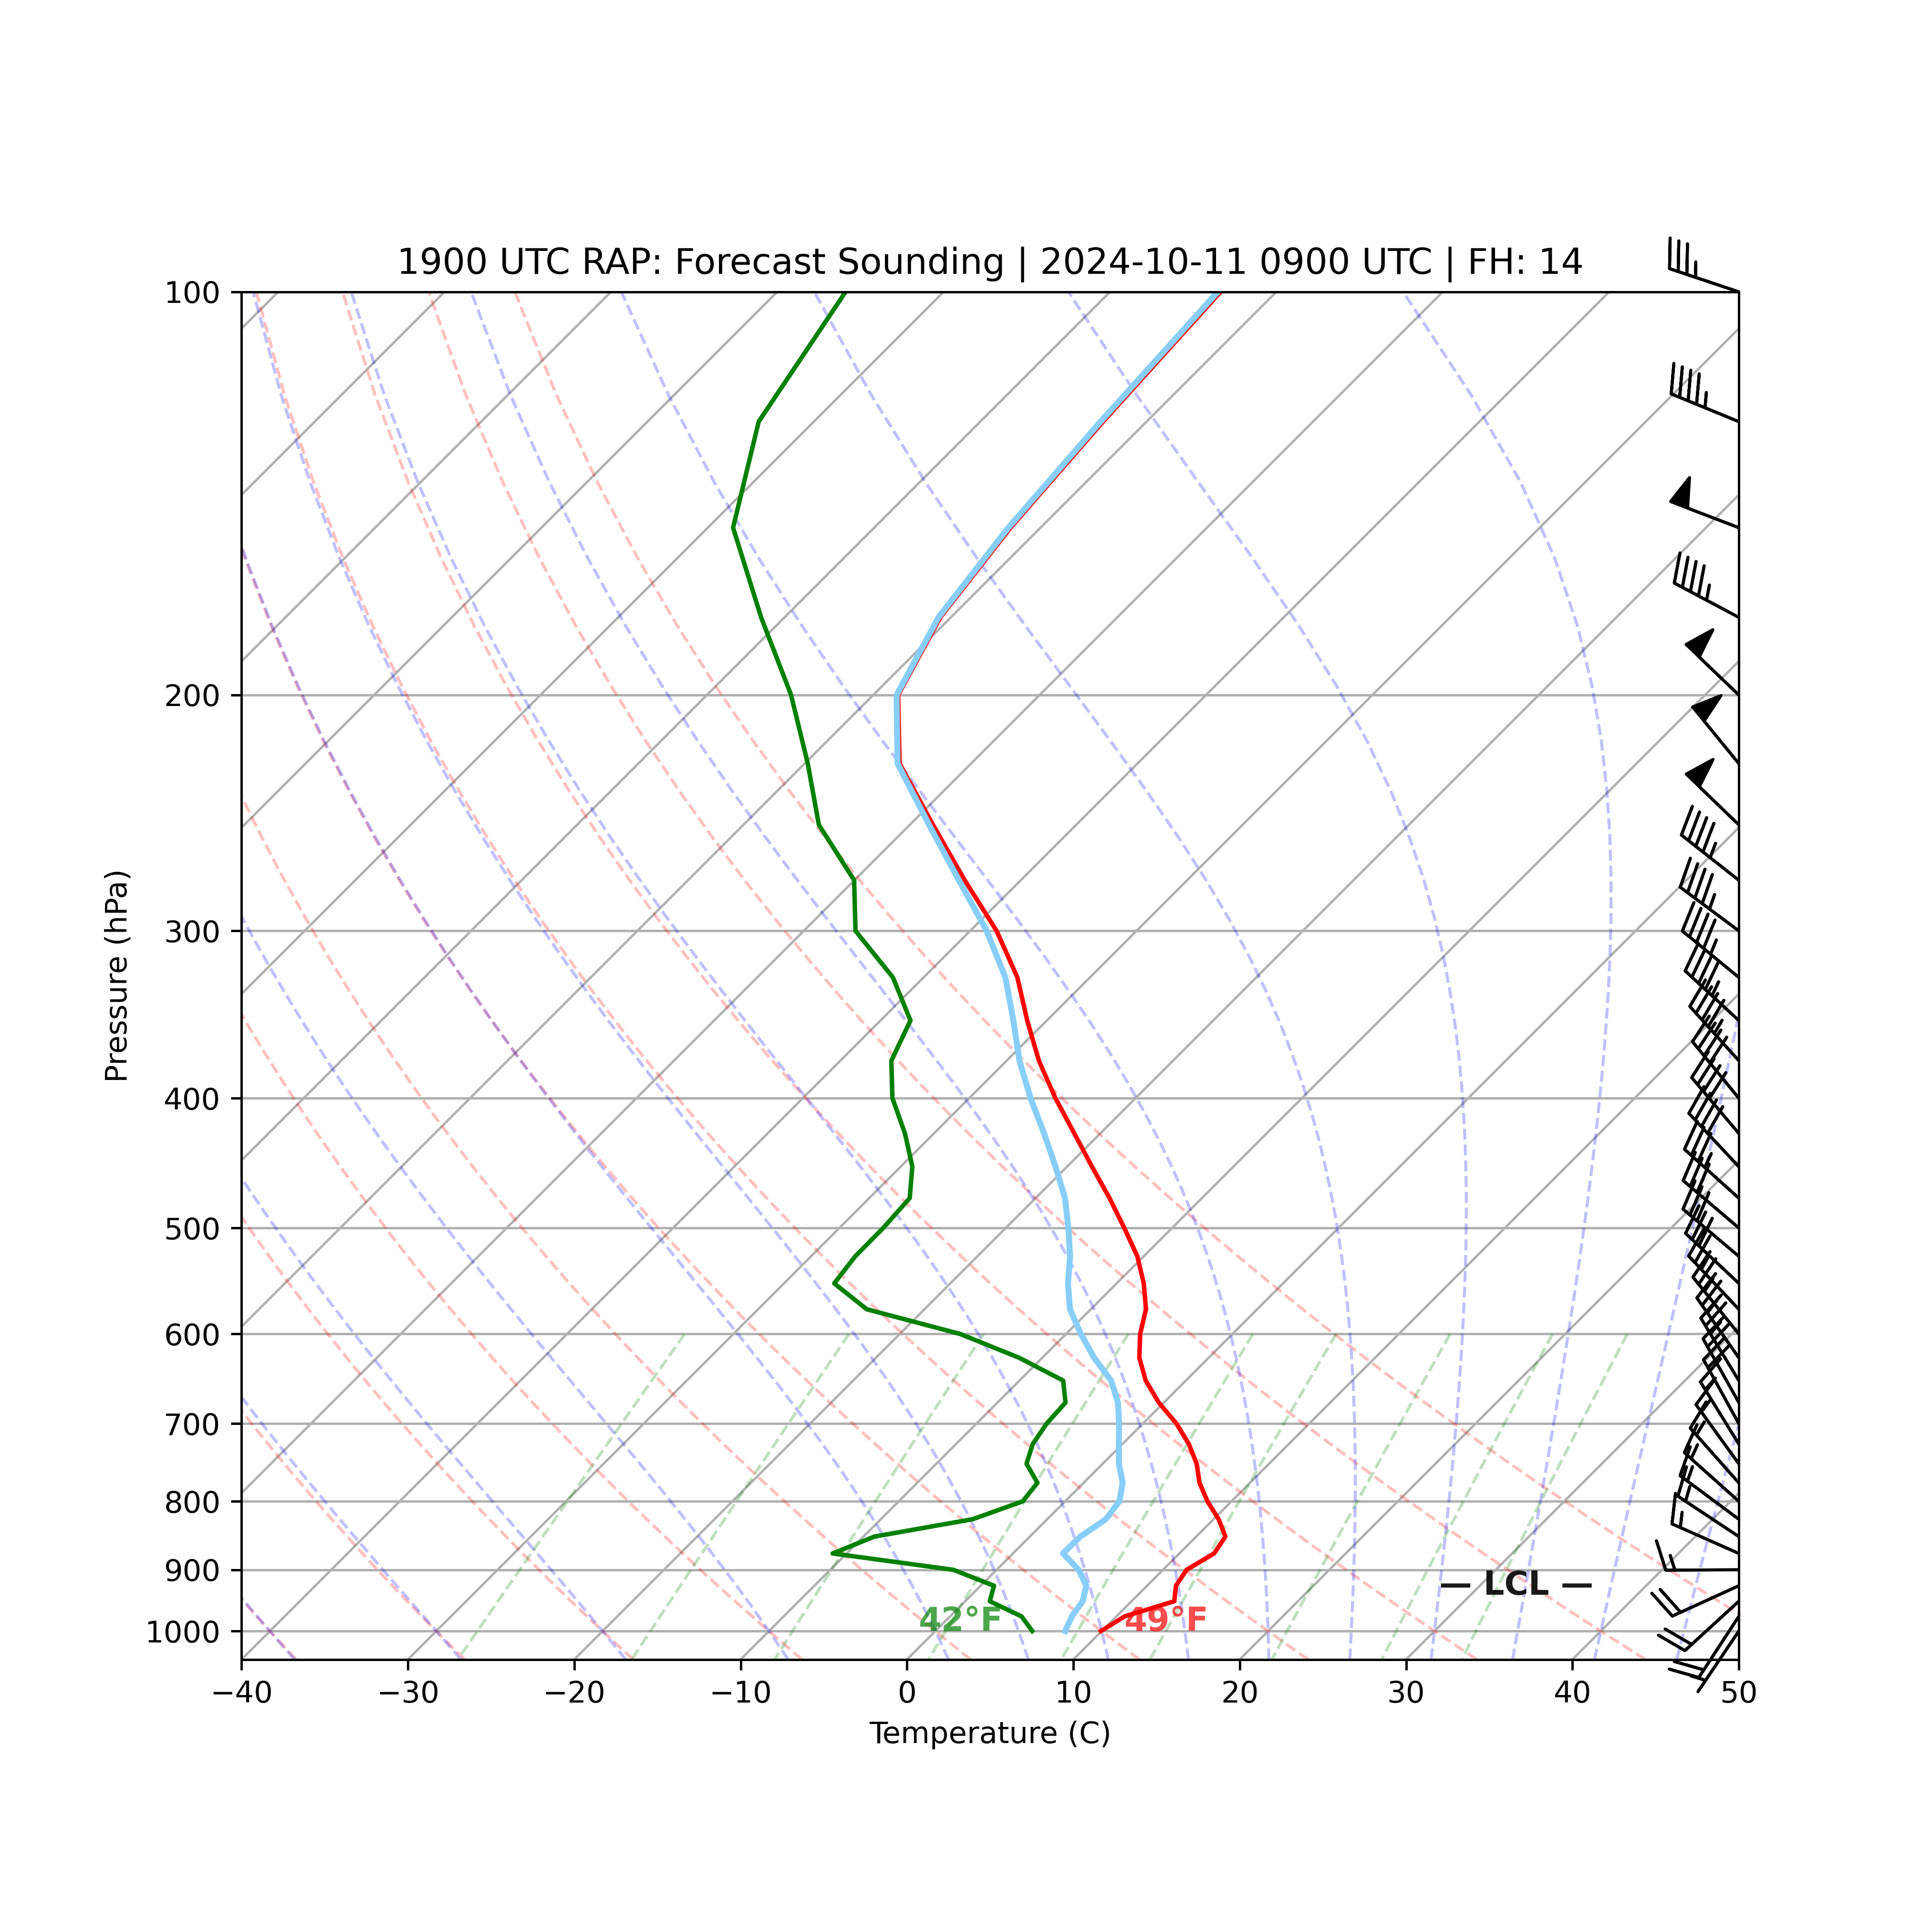 1900 UTC RAP: Forecast Sounding | 2024-10-11 0900 UTC | FH: 14
100
200
300
400
500
600
700
800
900
1000
Pressure (hPa)
— LCL —
42°F 49°F
−40 −30 −20 −10 0 10 20 30 40 50
Temperature (C)